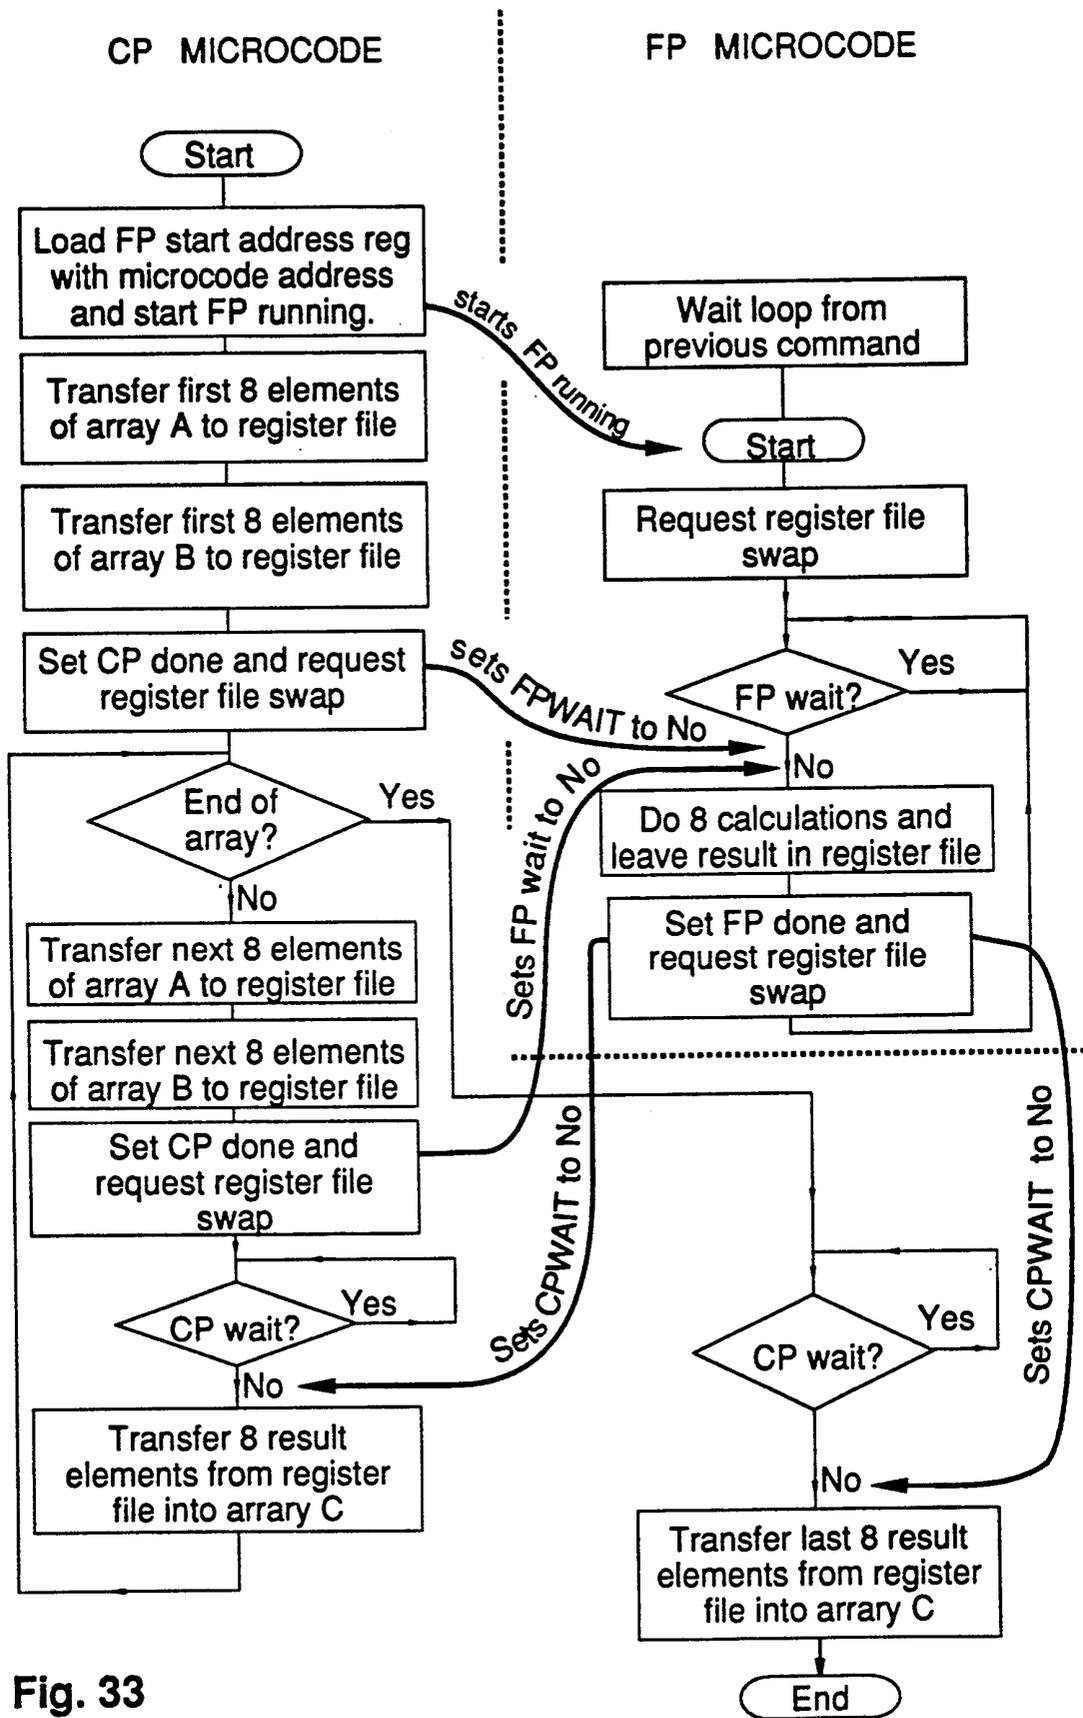 CP MICROCODE
FP MICROCODE
Start
Load FP start address reg
with microcode address
and start FP running.
starts FP running
Transfer first 8 elements
of array A to register file
Transfer first 8 elements
of array B to register file
Set CP done and request
register file swap
sets FPWAIT to No
End of
array?
Yes
No
Transfer next 8 elements
of array A to register file
Transfer next 8 elements
of array B to register file
Set CP done and
request register file
swap
Sets FP wait to No
CP wait?
Yes
No
Transfer 8 result
elements from register
file into arrary C
Wait loop from
previous command
Start
Request register file
swap
FP wait?
Yes
No
Do 8 calculations and
leave result in register file
Set FP done and
request register file
swap
Sets CPWAIT to No
Sets CPWAIT to No
CP wait?
Yes
No
Transfer last 8 result
elements from register
file into arrary C
End
Fig. 33